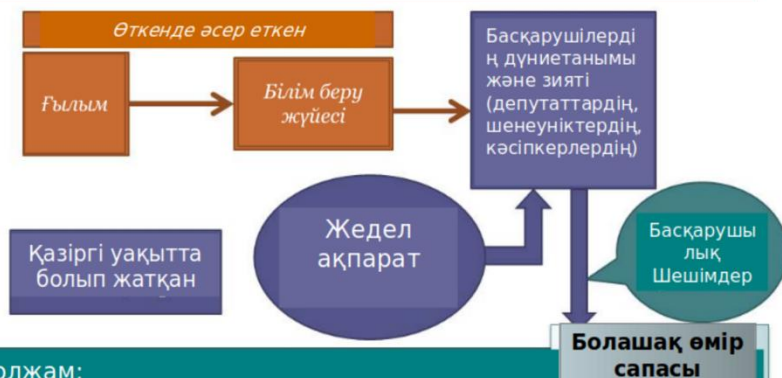 Өткенде әсер еткен
Ғылым
Білім беру
жүйесі
Басқарушілерді
ң дүниетанымы
және зияті
(депутаттардің,
шенеуніктердің,
кәсіпкерлердің)
Қазіргі уақытта
болып жатқан
Жедел
ақпарат
Басқарушы
лық
Шешімдер
Болашақ өмір
сапасы